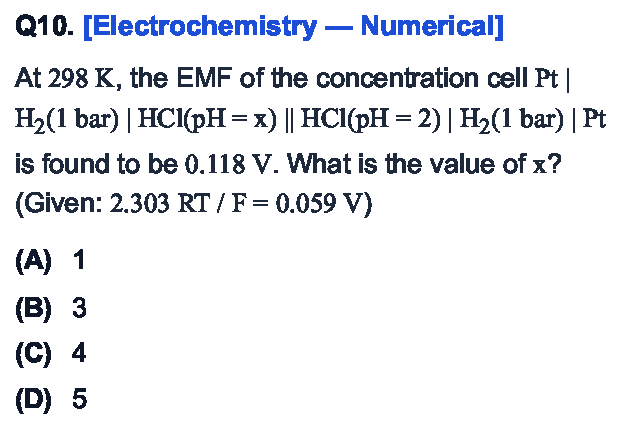 Q10. [Electrochemistry — Numerical]
At 298 K, the EMF of the concentration cell Pt |
H₂(1 bar) | HCl(pH = x) || HCl(pH = 2) | H₂(1 bar) | Pt
is found to be 0.118 V. What is the value of x?
(Given: 2.303 RT / F = 0.059 V)
(A) 1
(B) 3
(C) 4
(D) 5